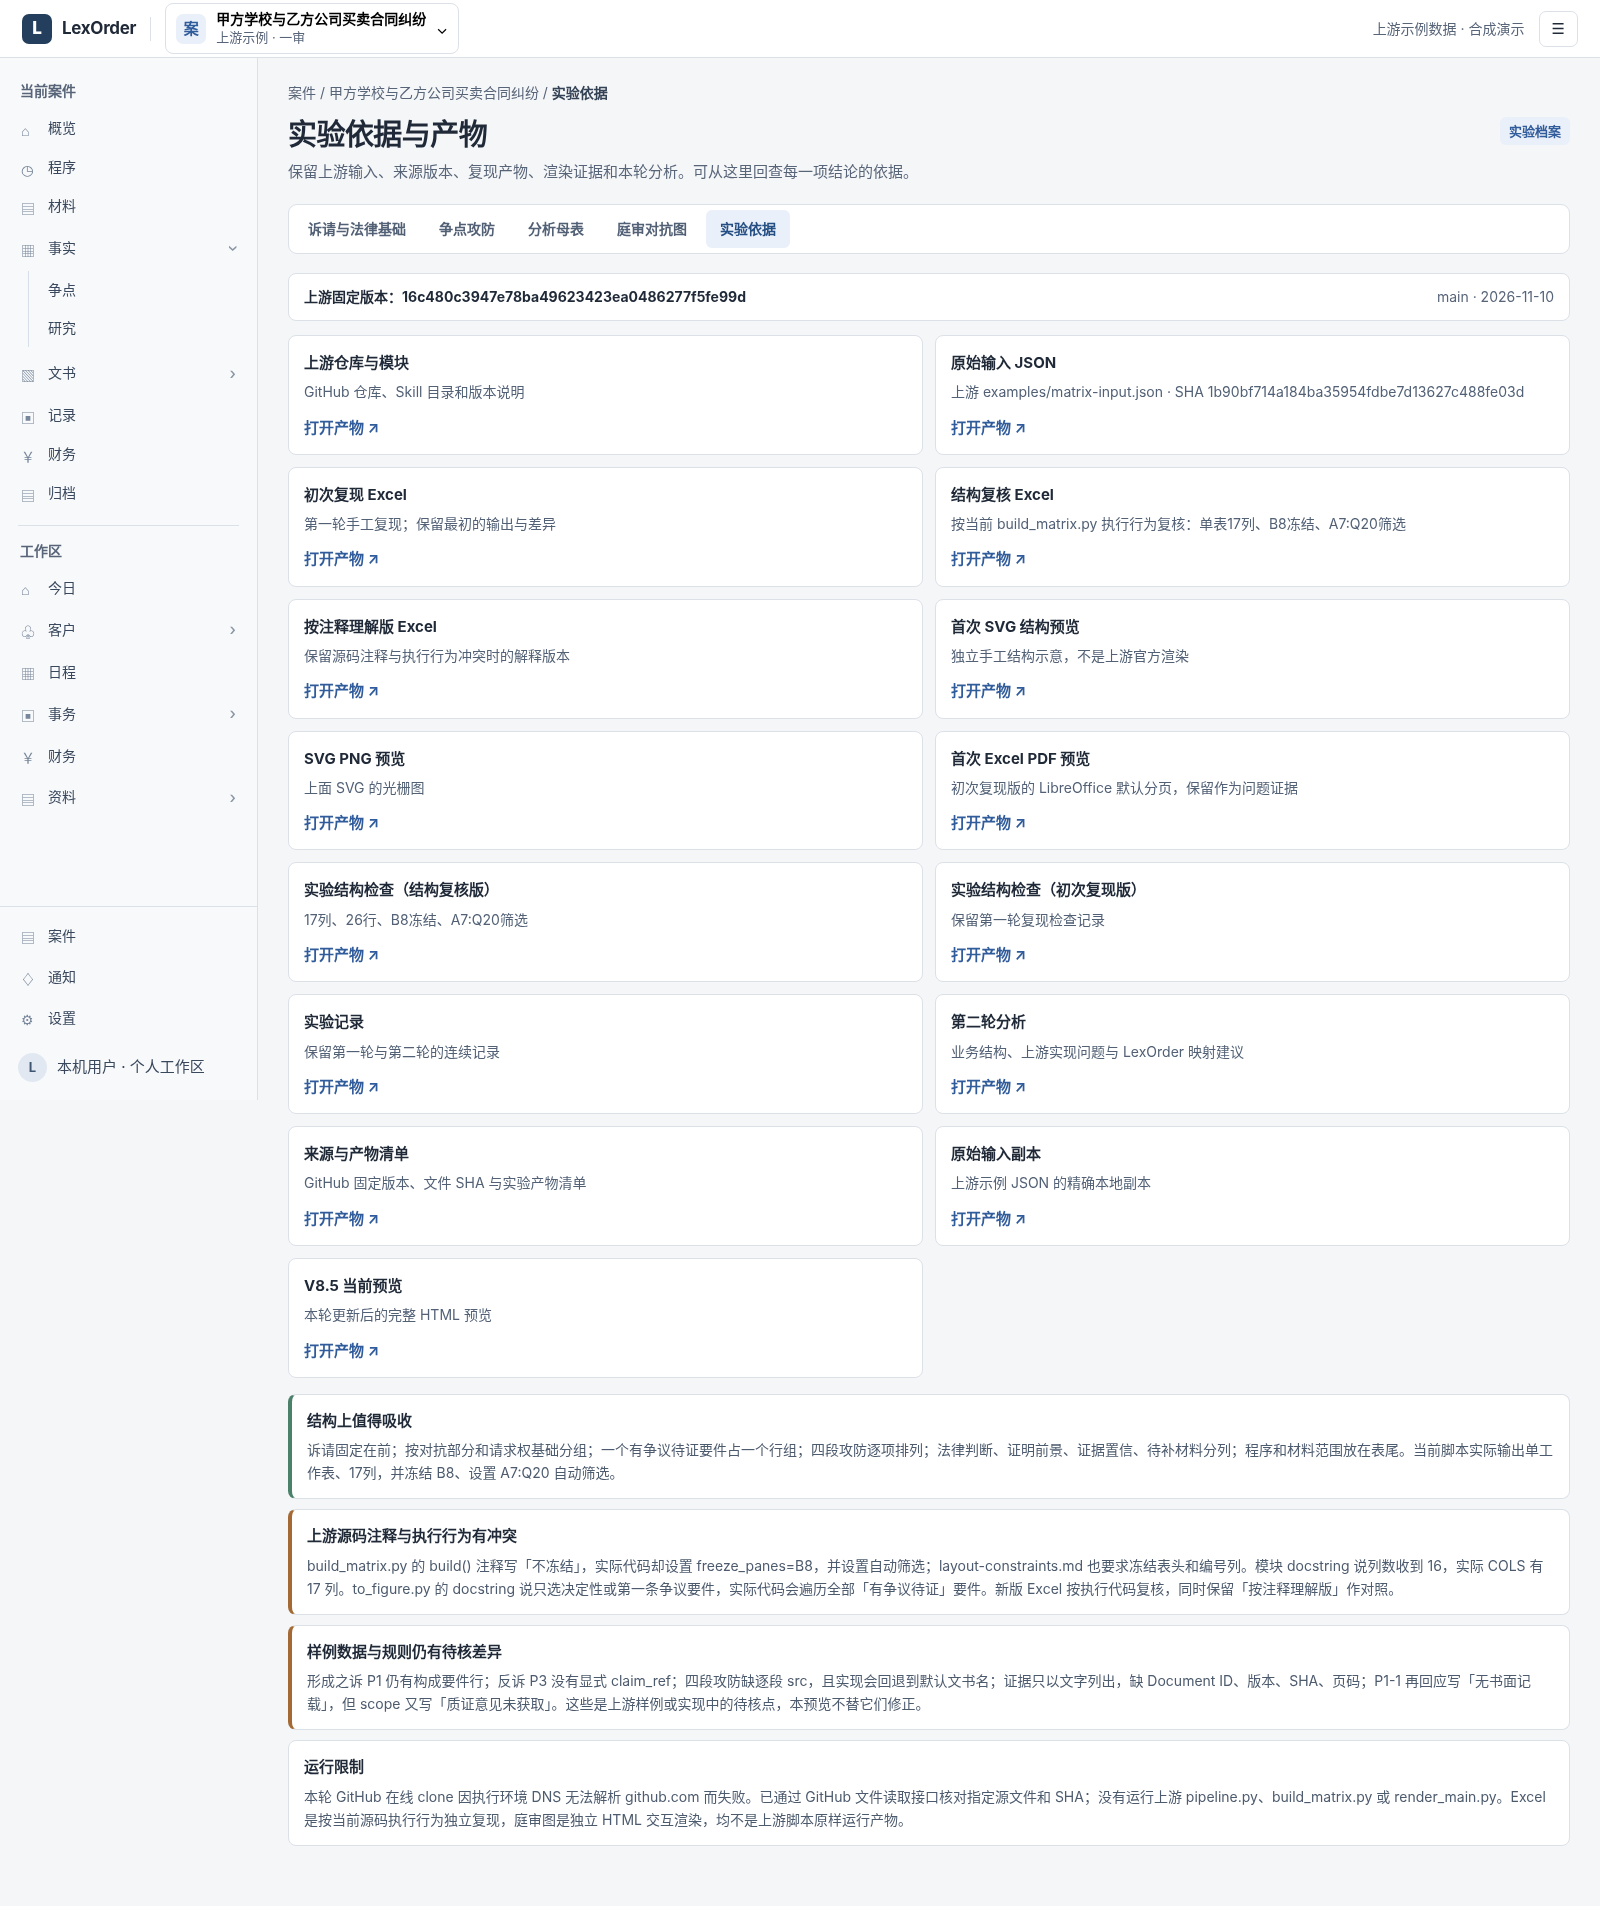 L LexOrder
案 甲方学校与乙方公司买卖合同纠纷
上游示例 · 一审
上游示例数据 · 合成演示
当前案件
概览
程序
材料
事实
争点
研究
文书
记录
¥ 财务
归档
工作区
今日
客户
日程
事务
¥ 财务
资料
案件
通知
设置
L 本机用户 · 个人工作区
案件 / 甲方学校与乙方公司买卖合同纠纷 / 实验依据
实验依据与产物
实验档案
保留上游输入、来源版本、复现产物、渲染证据和本轮分析。可从这里回查每一项结论的依据。
诉请与法律基础 争点攻防 分析母表 庭审对抗图 实验依据
上游固定版本：16c480c3947e78ba49623423ea0486277f5fe99d
main · 2026-11-10
上游仓库与模块
GitHub 仓库、Skill 目录和版本说明
打开产物 ↗
原始输入 JSON
上游 examples/matrix-input.json · SHA 1b90bf714a184ba35954fdbe7d13627c488fe03d
打开产物 ↗
初次复现 Excel
第一轮手工复现；保留最初的输出与差异
打开产物 ↗
结构复核 Excel
按当前 build_matrix.py 执行行为复核：单表17列、B8冻结、A7:Q20筛选
打开产物 ↗
按注释理解版 Excel
保留源码注释与执行行为冲突时的解释版本
打开产物 ↗
首次 SVG 结构预览
独立手工结构示意，不是上游官方渲染
打开产物 ↗
SVG PNG 预览
上面 SVG 的光栅图
打开产物 ↗
首次 Excel PDF 预览
初次复现版的 LibreOffice 默认分页，保留作为问题证据
打开产物 ↗
实验结构检查（结构复核版）
17列、26行、B8冻结、A7:Q20筛选
打开产物 ↗
实验结构检查（初次复现版）
保留第一轮复现检查记录
打开产物 ↗
实验记录
保留第一轮与第二轮的连续记录
打开产物 ↗
第二轮分析
业务结构、上游实现问题与 LexOrder 映射建议
打开产物 ↗
来源与产物清单
GitHub 固定版本、文件 SHA 与实验产物清单
打开产物 ↗
原始输入副本
上游示例 JSON 的精确本地副本
打开产物 ↗
V8.5 当前预览
本轮更新后的完整 HTML 预览
打开产物 ↗
结构上值得吸收
诉请固定在前；按对抗部分和请求权基础分组；一个有争议待证要件占一个行组；四段攻防逐项排列；法律判断、证明前景、证据置信、待补材料分列；程序和材料范围放在表尾。当前脚本实际输出单工
作表、17列，并冻结 B8、设置 A7:Q20 自动筛选。
上游源码注释与执行行为有冲突
build_matrix.py 的 build() 注释写「不冻结」，实际代码却设置 freeze_panes=B8，并设置自动筛选；layout-constraints.md 也要求冻结表头和编号列。模块 docstring 说列数收到 16，实际 COLS 有
17 列。to_figure.py 的 docstring 说只选决定性或第一条争议要件，实际代码会遍历全部「有争议待证」要件。新版 Excel 按执行代码复核，同时保留「按注释理解版」作对照。
样例数据与规则仍有待核差异
形成之诉 P1 仍有构成要件行；反诉 P3 没有显式 claim_ref；四段攻防缺逐段 src，且实现会回退到默认文书名；证据只以文字列出，缺 Document ID、版本、SHA、页码；P1-1 再回应写「无书面记
载」，但 scope 又写「质证意见未获取」。这些是上游样例或实现中的待核点，本预览不替它们修正。
运行限制
本轮 GitHub 在线 clone 因执行环境 DNS 无法解析 github.com 而失败。已通过 GitHub 文件读取接口核对指定源文件和 SHA；没有运行上游 pipeline.py、build_matrix.py 或 render_main.py。Excel
是按当前源码执行行为独立复现，庭审图是独立 HTML 交互渲染，均不是上游脚本原样运行产物。